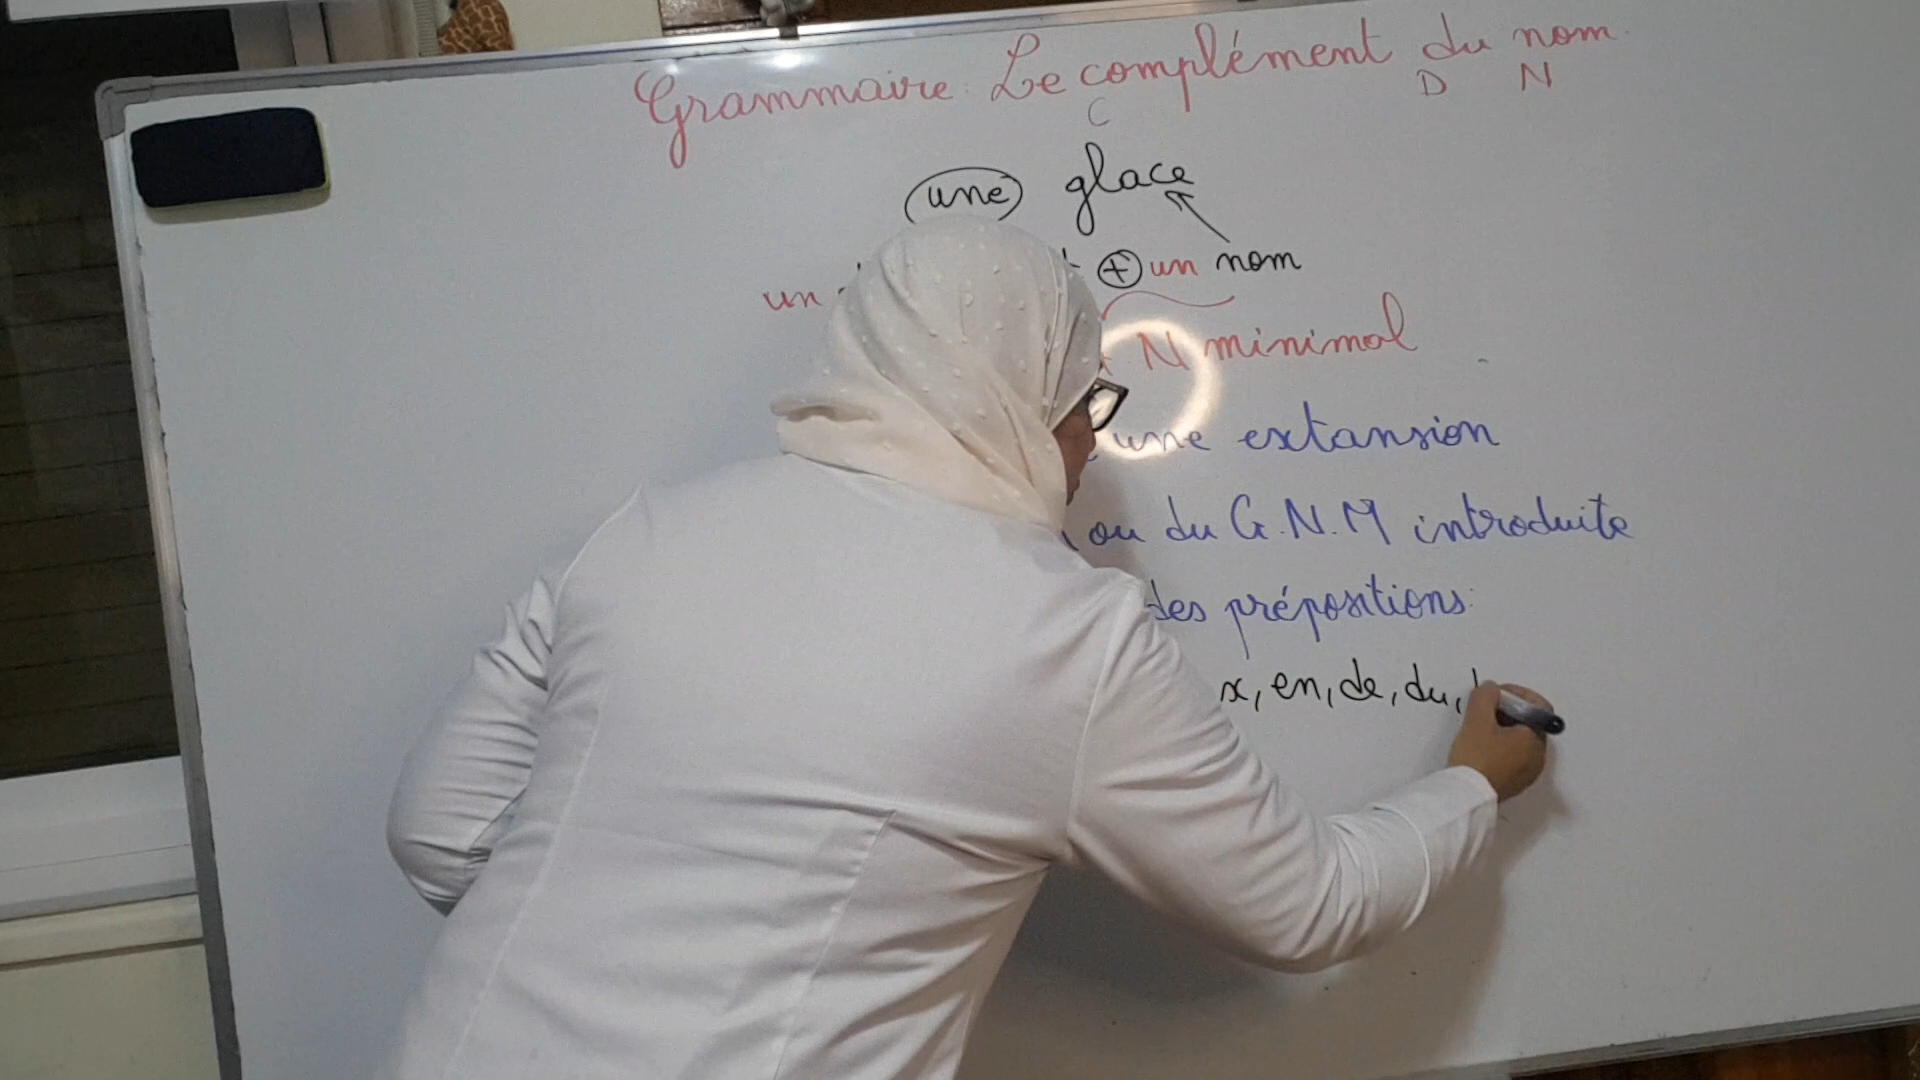 Grammaire: Le complément du nom.
C D N
une glace
un + un nom
N minimal
une extansion
ou du G.N.M introduite
des prépositions:
x, en, de, du,